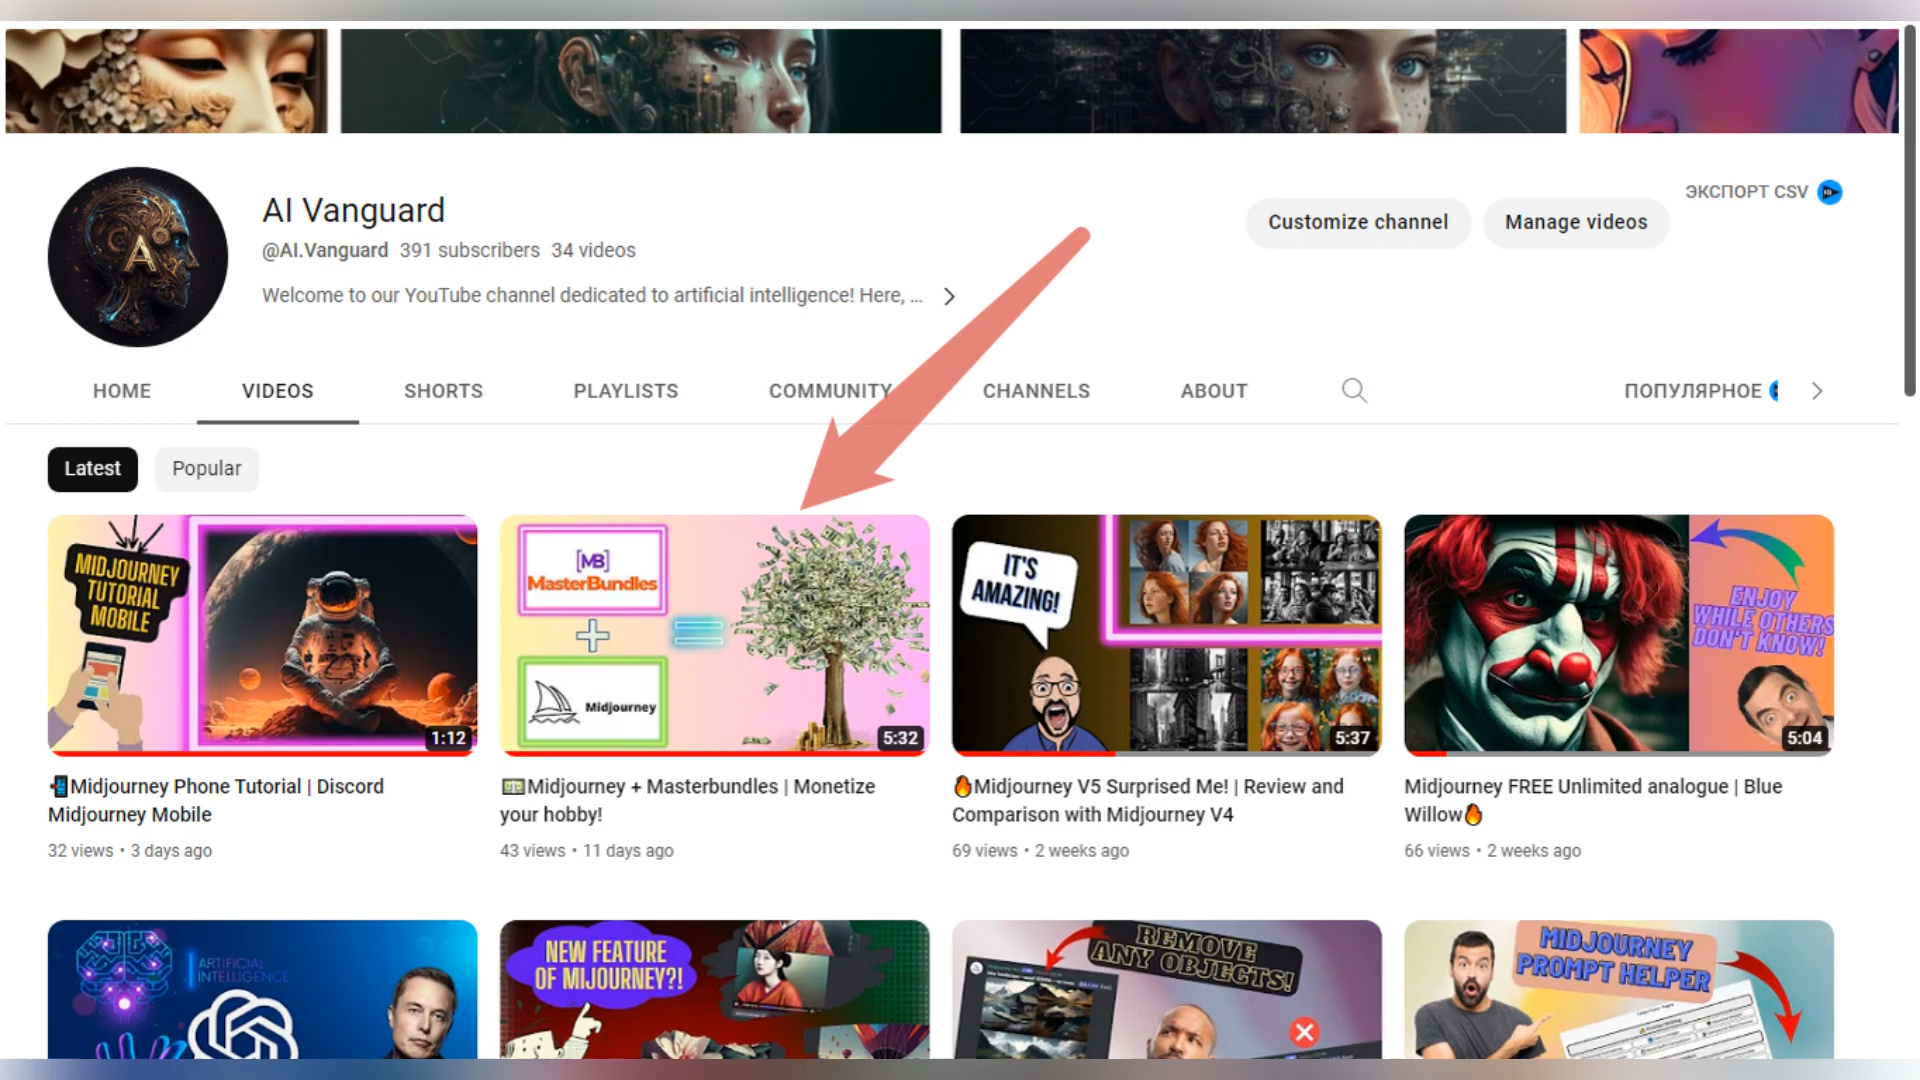 AI Vanguard
@AI.Vanguard 391 subscribers 34 videos
Welcome to our YouTube channel dedicated to artificial intelligence! Here, ...
Customize channel
Manage videos
ЭКСПОРТ CSV
HOME
VIDEOS
SHORTS
PLAYLISTS
COMMUNITY
CHANNELS
ABOUT
ПОПУЛЯРНОЕ
Latest
Popular
MIDJOURNEY
TUTORIAL
MOBILE
1:12
[MB]
MasterBundles
Midjourney
5:32
IT'S
AMAZING!
5:37
ENJOY
WHILE OTHERS
DON'T KNOW!
5:04
Midjourney Phone Tutorial | Discord
Midjourney Mobile
32 views • 3 days ago
Midjourney + Masterbundles | Monetize
your hobby!
43 views • 11 days ago
Midjourney V5 Surprised Me! | Review and
Comparison with Midjourney V4
69 views • 2 weeks ago
Midjourney FREE Unlimited analogue | Blue
Willow
66 views • 2 weeks ago
ARTIFICIAL
INTELLIGENCE
NEW FEATURE
OF MIJOURNEY?!
REMOVE
ANY OBJECTS!
MIDJOURNEY
PROMPT HELPER